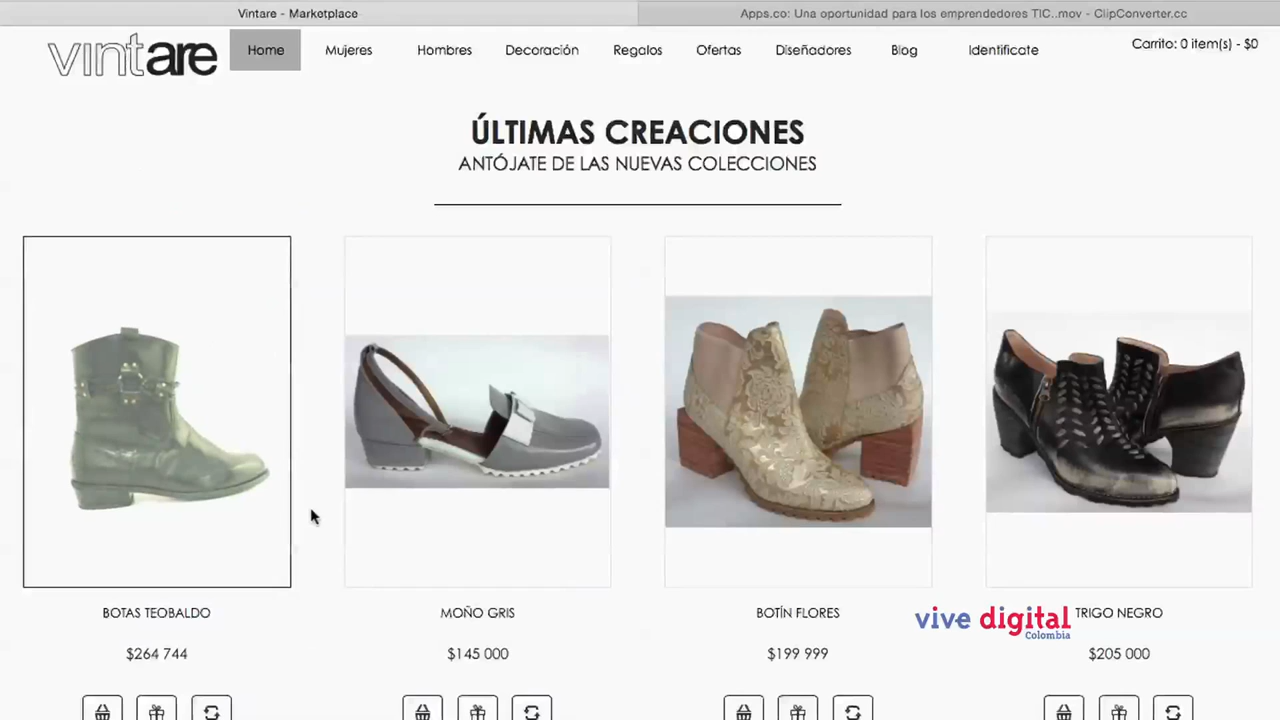 Vintare - Marketplace
Apps.co: Una oportunidad para los emprendedores TIC..mov - ClipConverter.cc
vintare
Home
Mujeres
Hombres
Decoración
Regalos
Ofertas
Diseñadores
Blog
Identificate
Carrito: 0 item(s) - $0
ÚLTIMAS CREACIONES
ANTÓJATE DE LAS NUEVAS COLECCIONES
BOTAS TEOBALDO
MOÑO GRIS
BOTÍN FLORES
TRIGO NEGRO
vive digital
Colombia
$264 744
$145 000
$199 999
$205 000